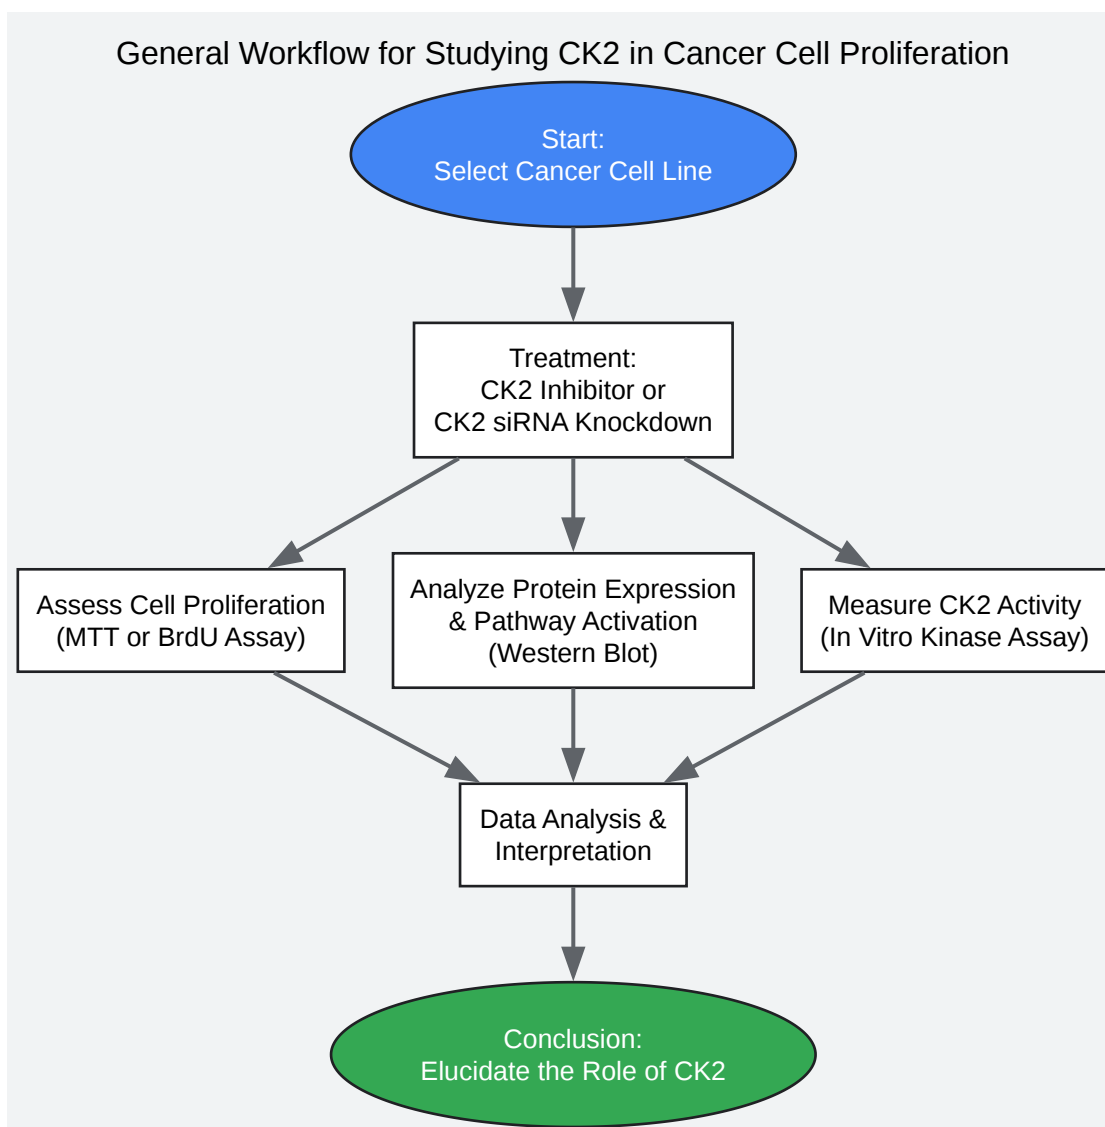 General Workflow for Studying CK2 in Cancer Cell Proliferation
Start:
Select Cancer Cell Line
Treatment:
CK2 Inhibitor or
CK2 siRNA Knockdown
Assess Cell Proliferation
(MTT or BrdU Assay)
Analyze Protein Expression
& Pathway Activation
(Western Blot)
Measure CK2 Activity
(In Vitro Kinase Assay)
Data Analysis &
Interpretation
Conclusion:
Elucidate the Role of CK2